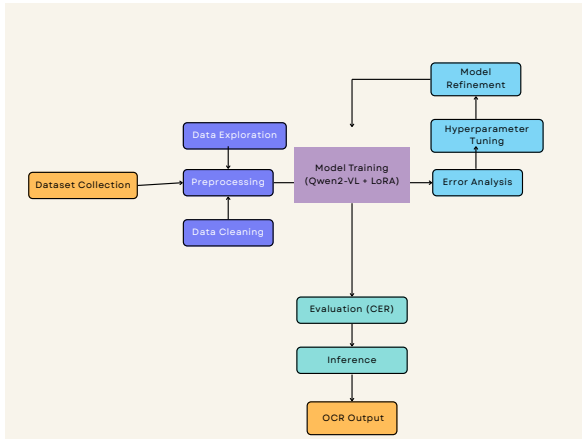 Model
Refinement
Data Exploration
Hyperparameter
Tuning
Dataset Collection
Preprocessing
Model Training
(Qwen2-VL + LoRA)
Error Analysis
Data Cleaning
Evaluation (CER)
Inference
OCR Output